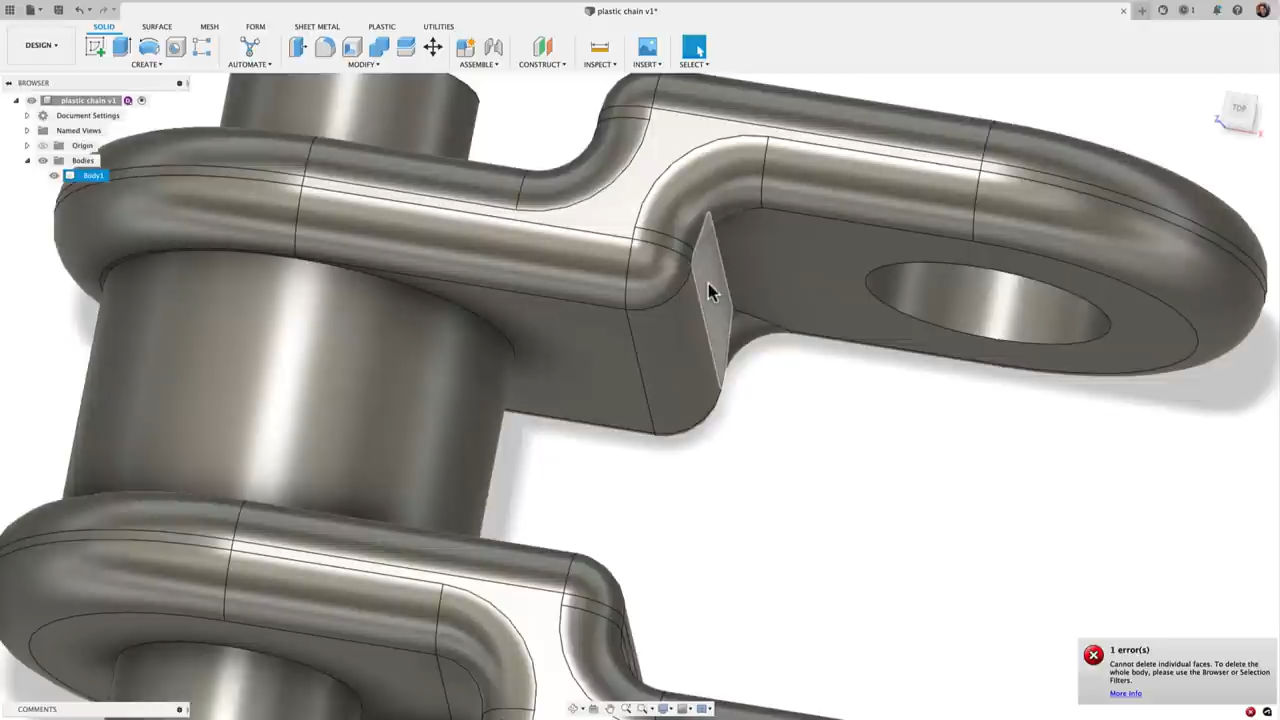 plastic chain v1*
1
DESIGN
SOLID
SURFACE
MESH
FORM
SHEET METAL
PLASTIC
UTILITIES
CREATE
AUTOMATE
MODIFY
ASSEMBLE
CONSTRUCT
INSPECT
INSERT
SELECT
BROWSER
plastic chain v1
Document Settings
Named Views
Origin
Bodies
Body1
TOP
Z
X
1 error(s)
Cannot delete individual faces. To delete the
whole body, please use the Browser or Selection
Filters.
More info
COMMENTS